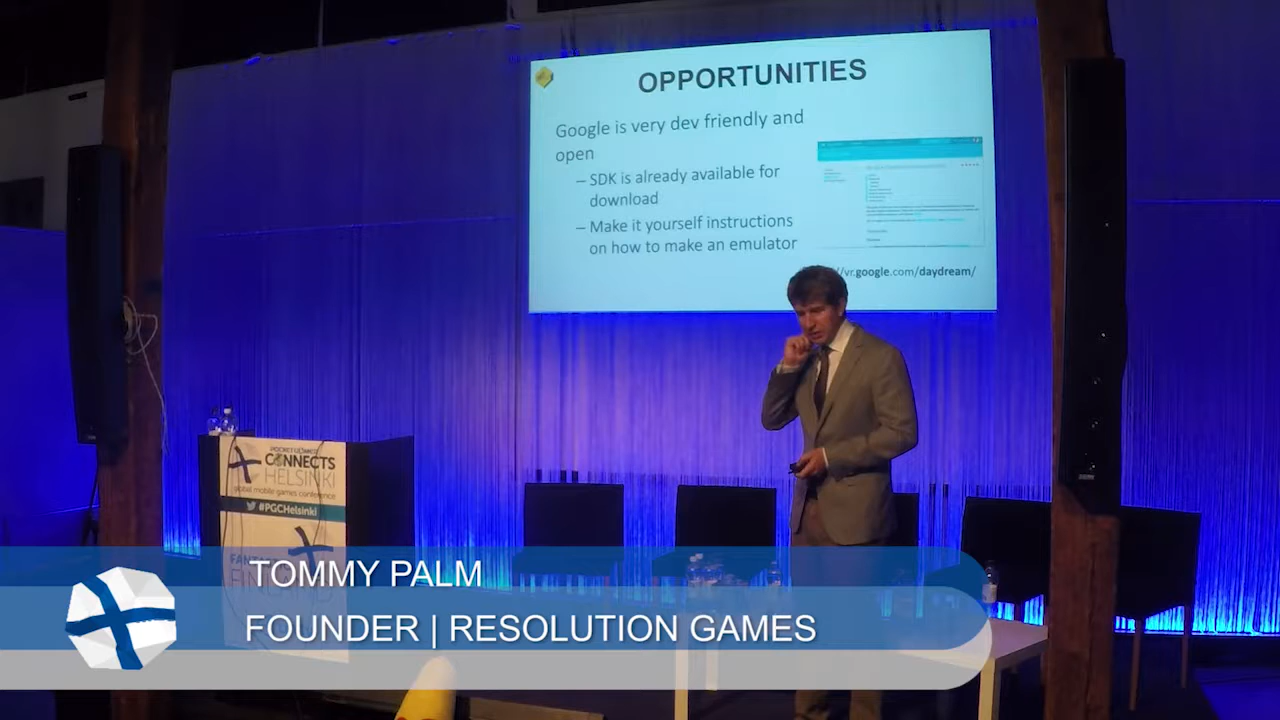 OPPORTUNITIES
Google is very dev friendly and
open
– SDK is already available for
download
– Make it yourself instructions
on how to make an emulator
/vr.google.com/daydream/
POCKET GAMER
CONNECTS
HELSINKI
global mobile games conference
#PGCHelsinki
TOMMY PALM
FOUNDER | RESOLUTION GAMES